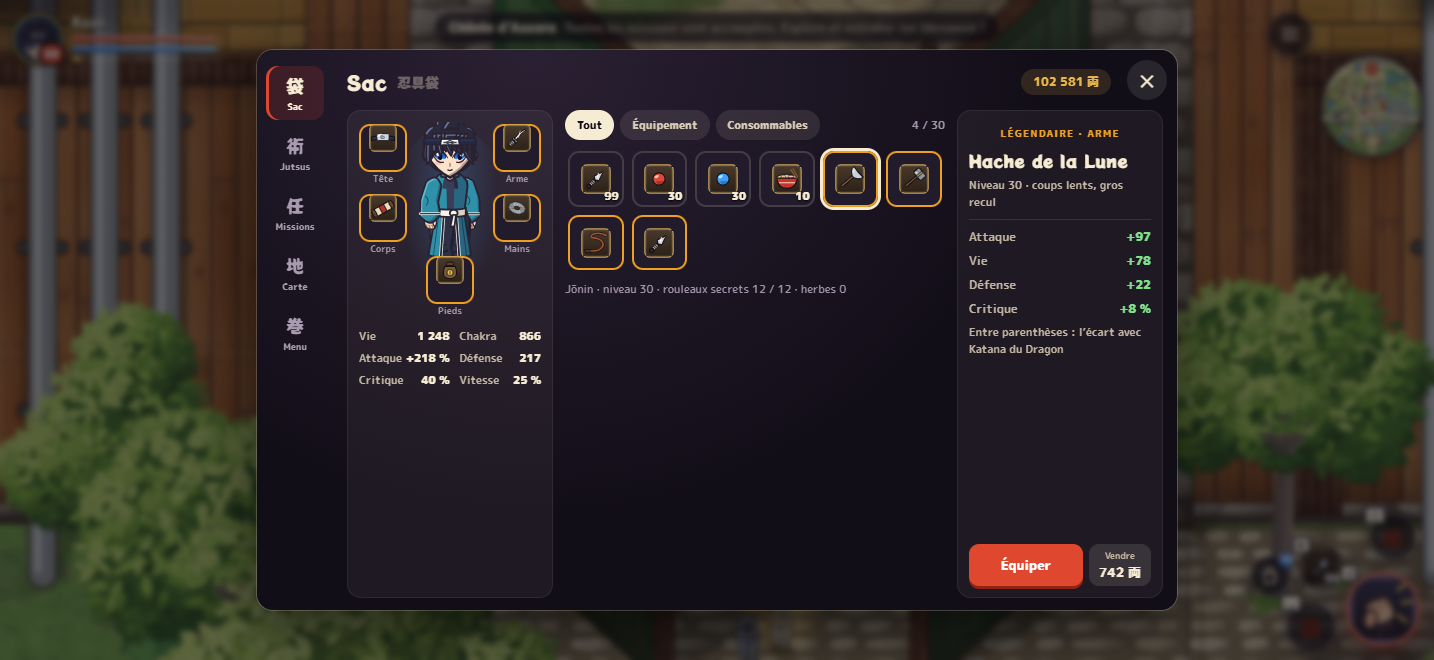 袋
Sac
術
Jutsus
任
Missions
地
Carte
巻
Menu
Sac 忍具袋
102 581 両
Tête
Arme
Corps
Mains
Pieds
Vie 1 248 Chakra 866
Attaque +218 % Défense 217
Critique 40 % Vitesse 25 %
Tout
Équipement
Consommables
4 / 30
99
30
30
10
Jōnin · niveau 30 · rouleaux secrets 12 / 12 · herbes 0
LÉGENDAIRE · ARME
Hache de la Lune
Niveau 30 · coups lents, gros
recul
Attaque +97
Vie +78
Défense +22
Critique +8 %
Entre parenthèses : l’écart avec
Katana du Dragon
Équiper
Vendre
742 両